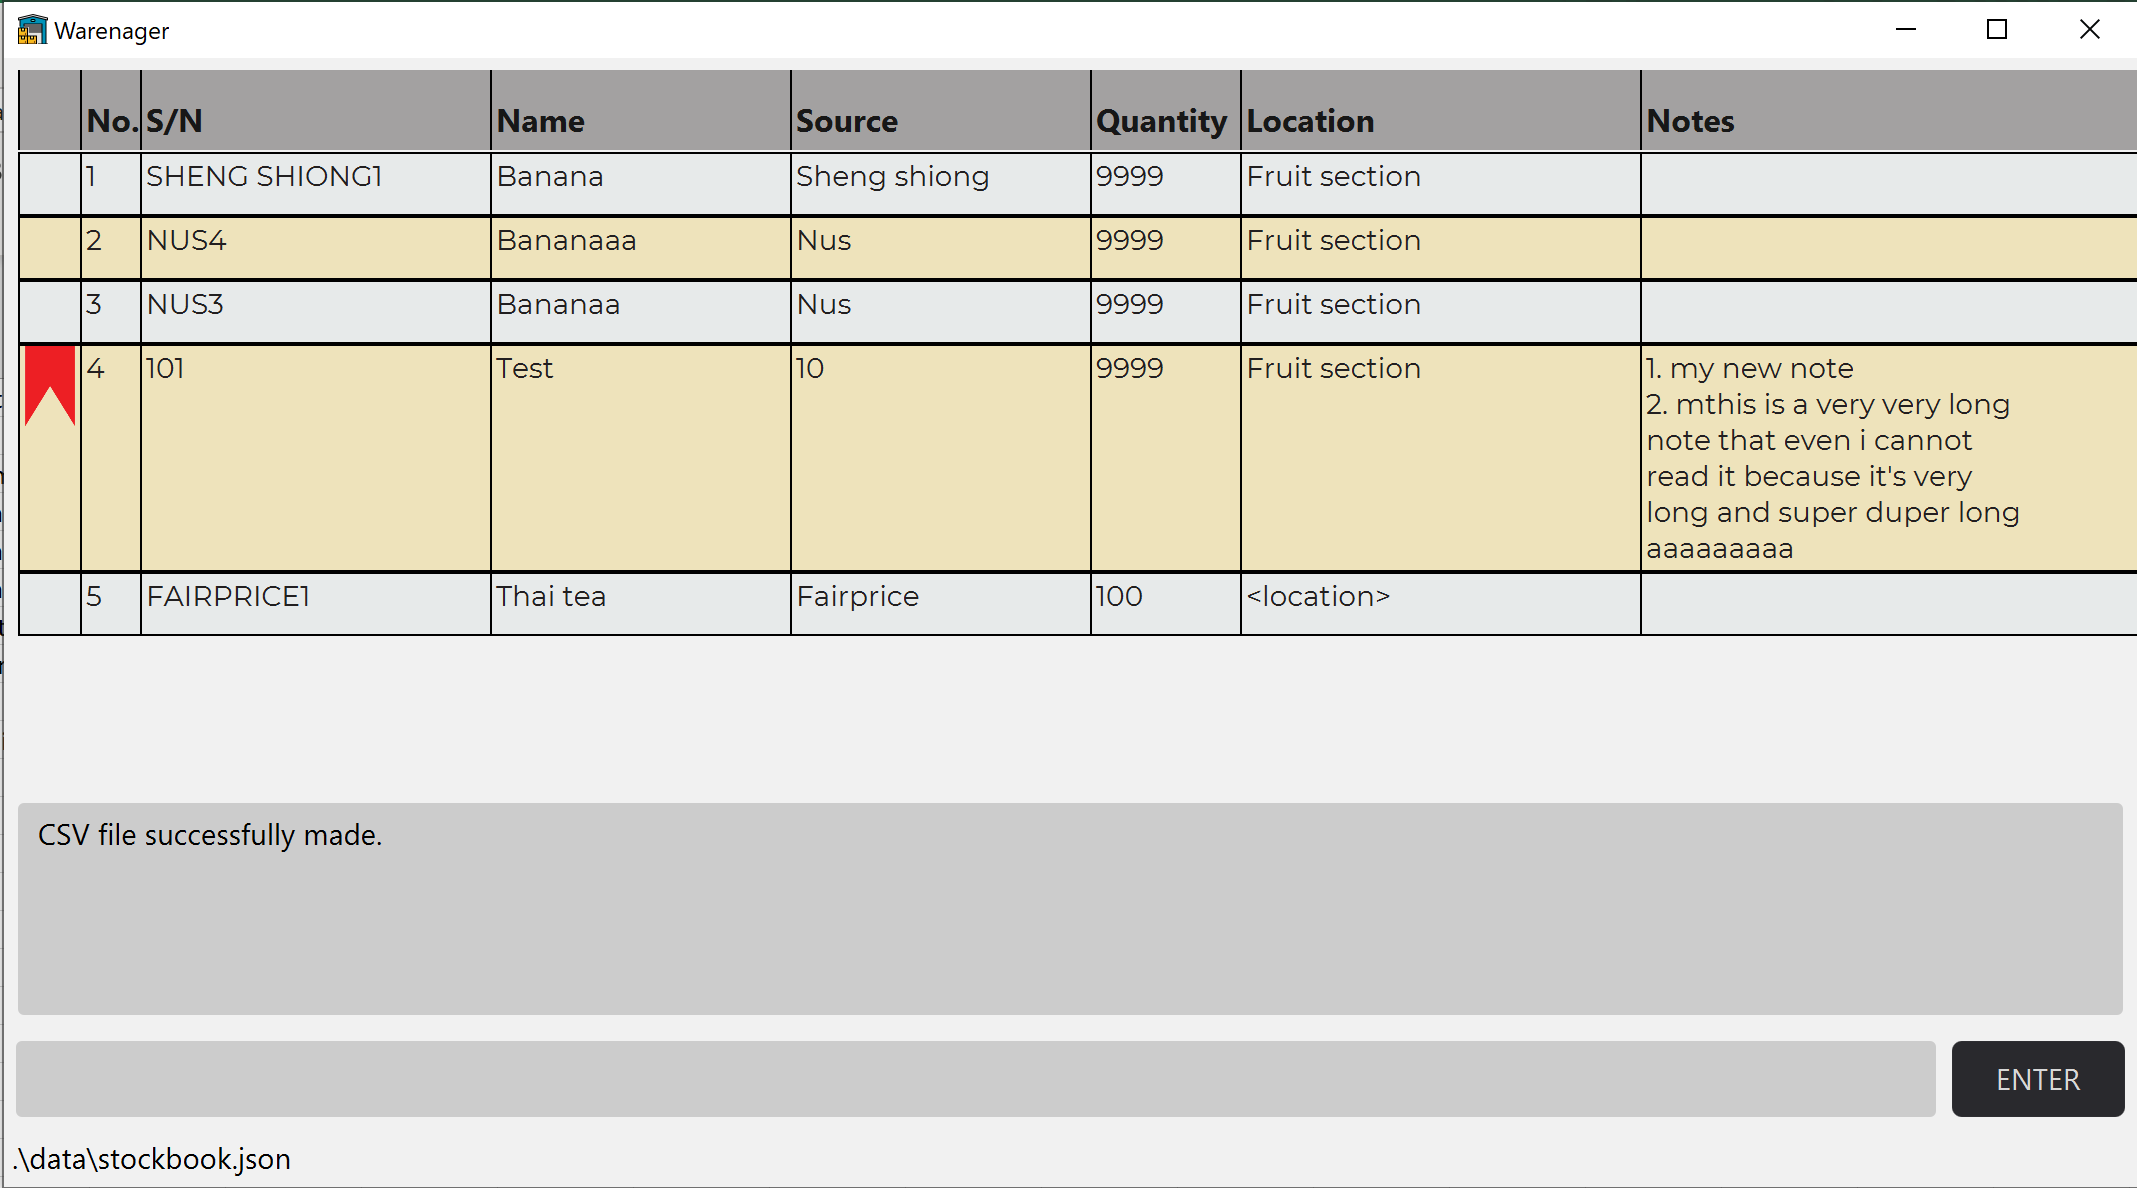 Warenager
No. S/N Name Source Quantity Location Notes
1 SHENG SHIONG1 Banana Sheng shiong 9999 Fruit section
2 NUS4 Bananaaa Nus 9999 Fruit section
3 NUS3 Bananaa Nus 9999 Fruit section
4 101 Test 10 9999 Fruit section 1. my new note
2. mthis is a very very long
note that even i cannot
read it because it's very
long and super duper long
aaaaaaaaa
5 FAIRPRICE1 Thai tea Fairprice 100 <location>
CSV file successfully made.
ENTER
.\data\stockbook.json